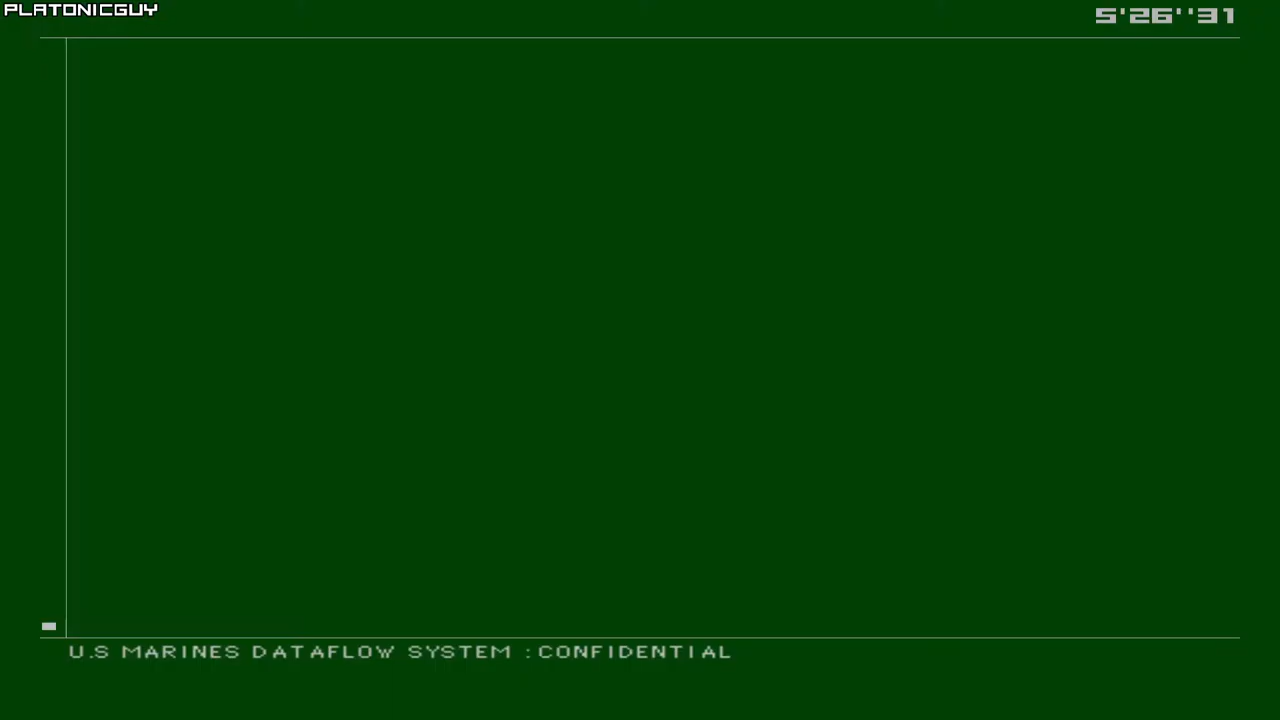 PLATONICGUY
5'26''31
U.S MARINES DATAFLOW SYSTEM :CONFIDENTIAL